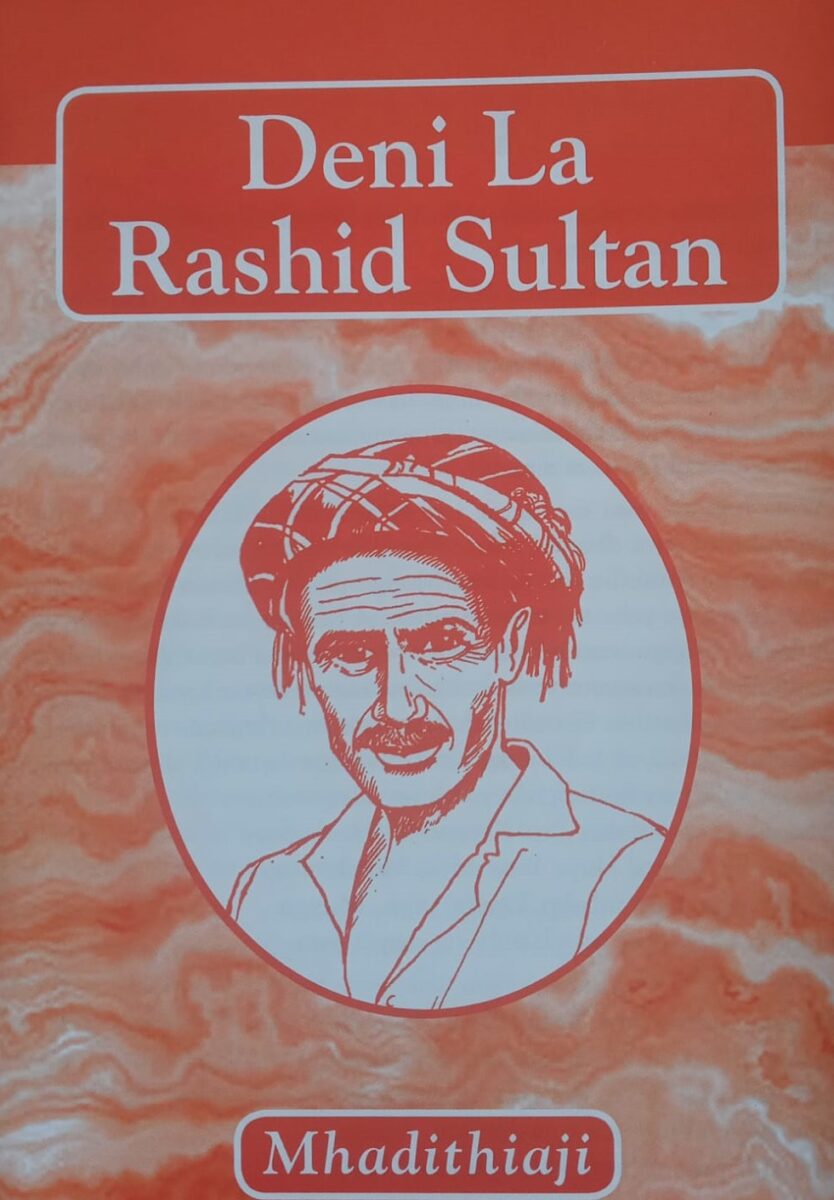 Deni La
Rashid Sultan
Mhadithiaji